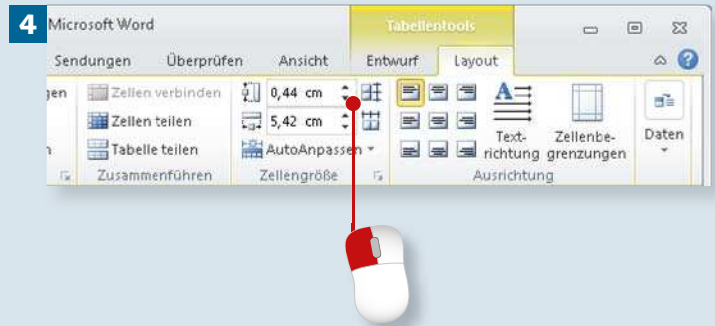 4
Microsoft Word
Tabellentools
Sendungen Überprüfen Ansicht Entwurf Layout
Zellen verbinden
Zellen teilen
Tabelle teilen
Zusammenführen
0,44 cm
5,42 cm
AutoAnpassen
Zellengröße
Text-
richtung
Zellenbe-
grenzungen
Ausrichtung
Daten